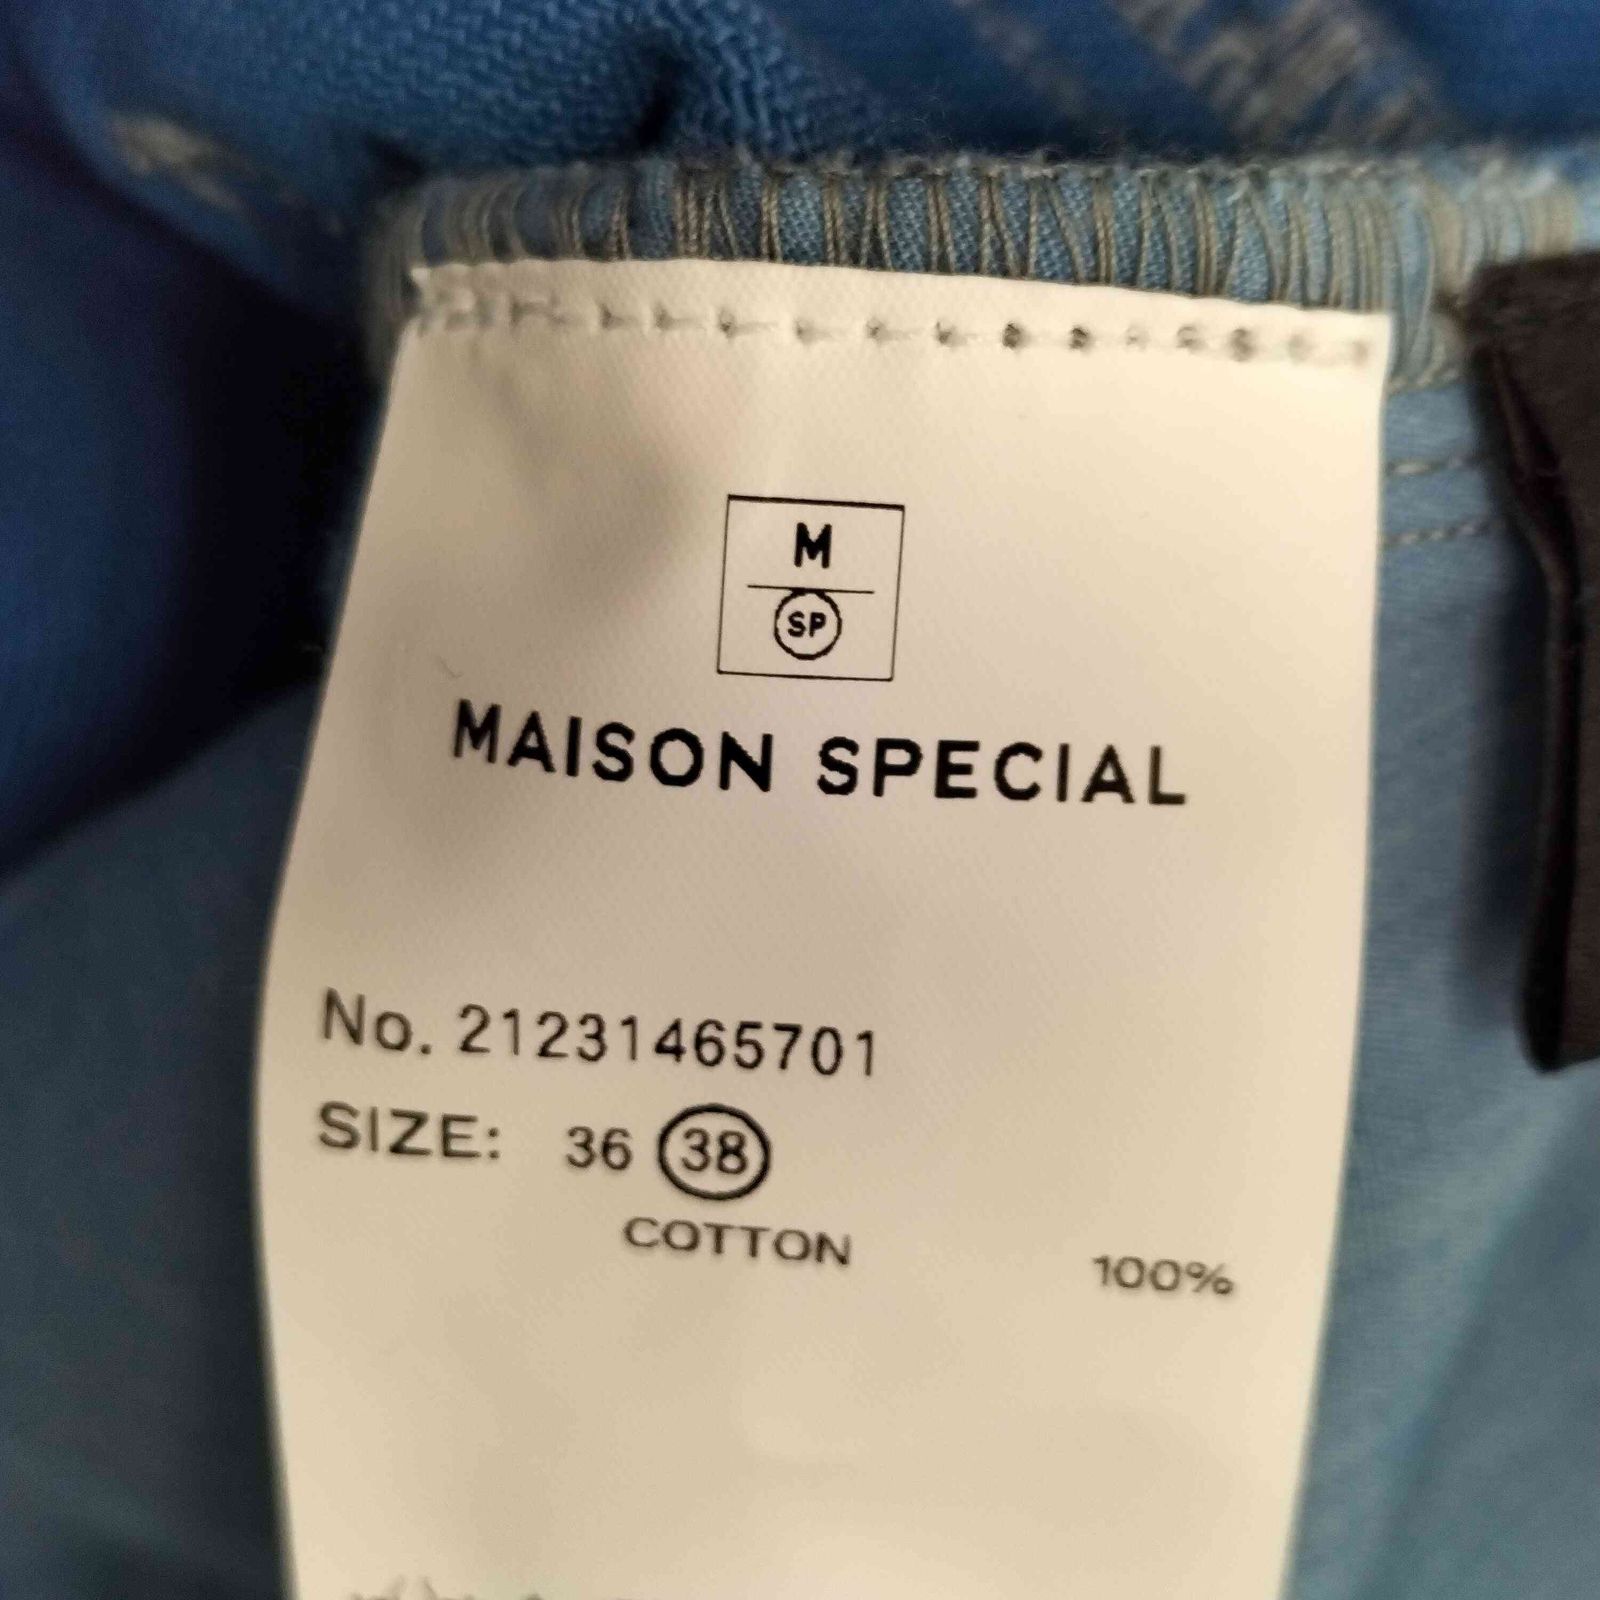 M
SP
MAISON SPECIAL
No. 21231465701
SIZE: 36 38
COTTON 100%